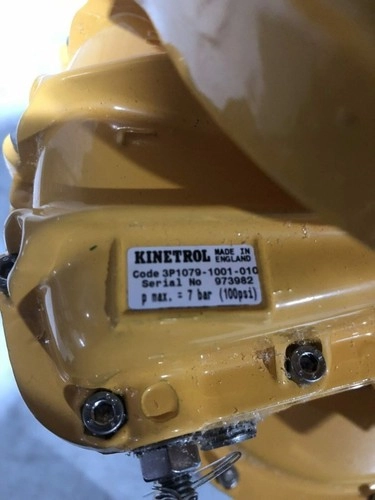 KINETROL MADE IN ENGLAND
Code 3P1079-1001-010
Serial No 973982
p max. = 7 bar (100psi)